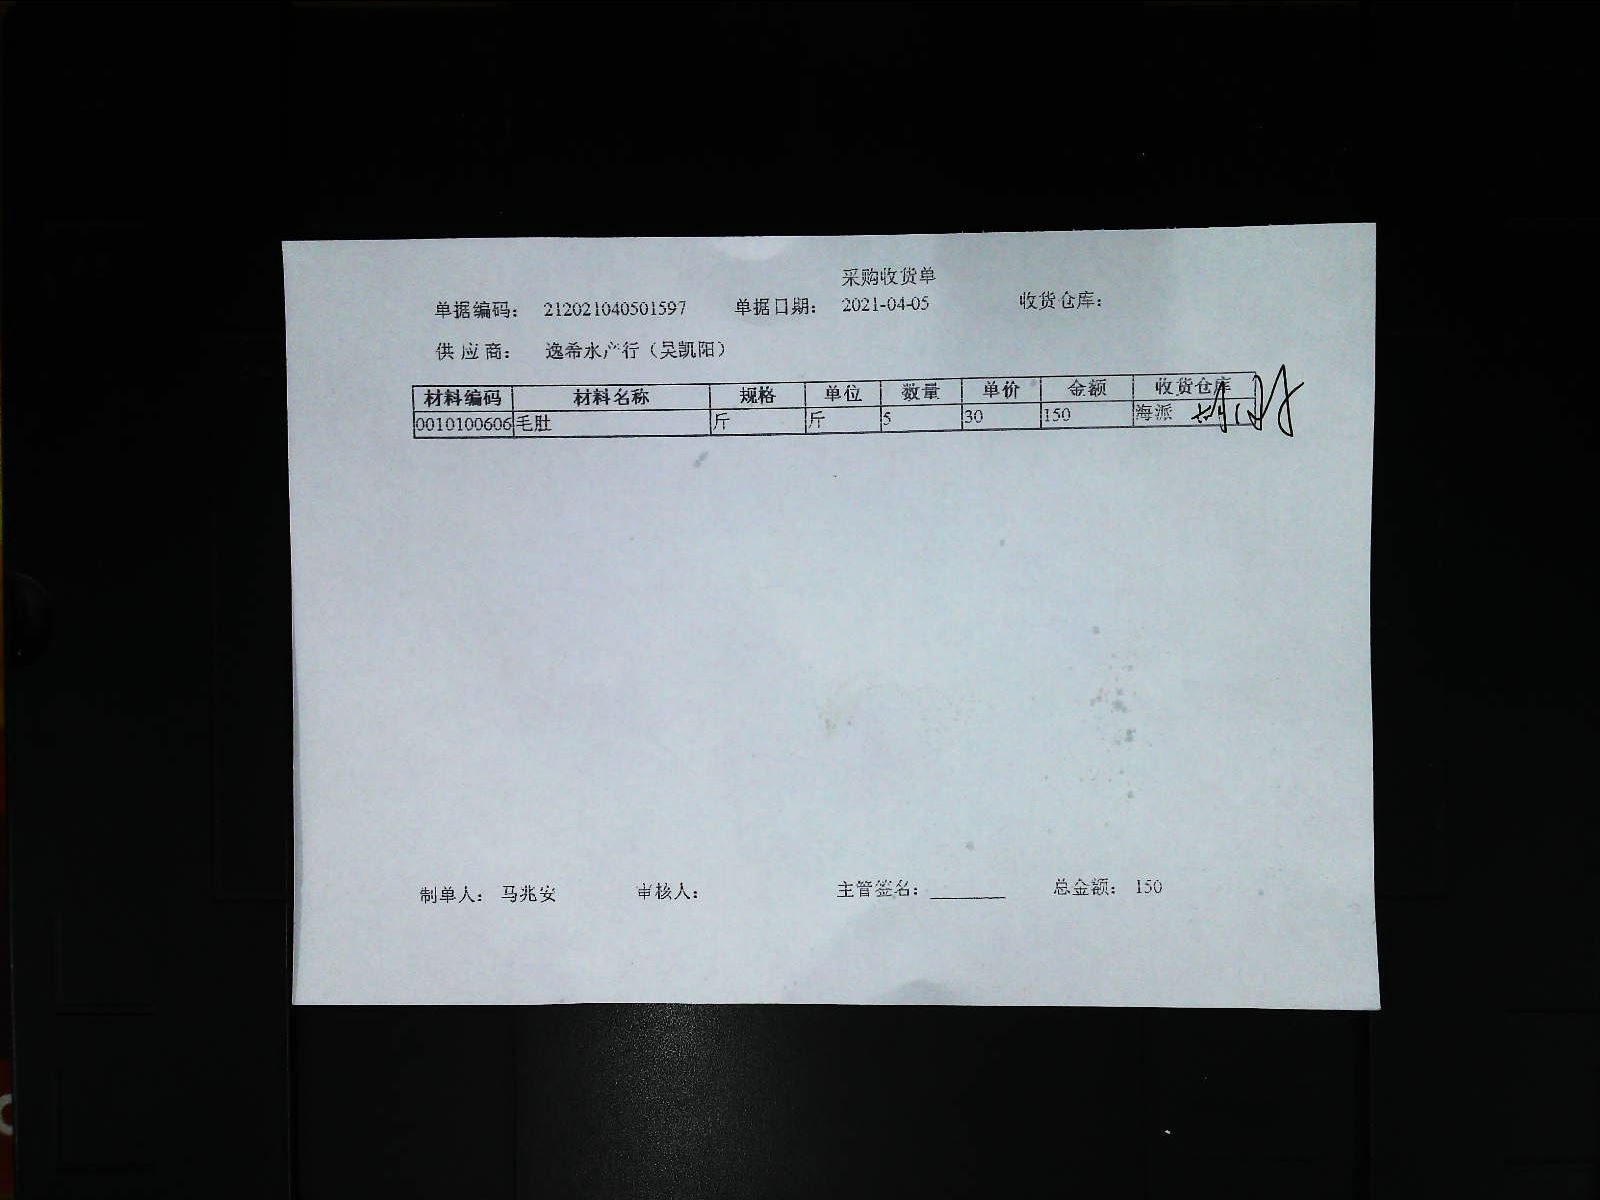 采购收货单
单据编码： 212021040501597 单据日期： 2021-04-05 收货仓库：
供 应 商： 逸希水产行（吴凯阳）
材料编码 材料名称 规格 单位 数量 单价 金额 收货仓库
0010100606 毛肚 斤 斤 5 30 150 海派
制单人： 马兆安 审核人： 主管签名：________ 总金额： 150